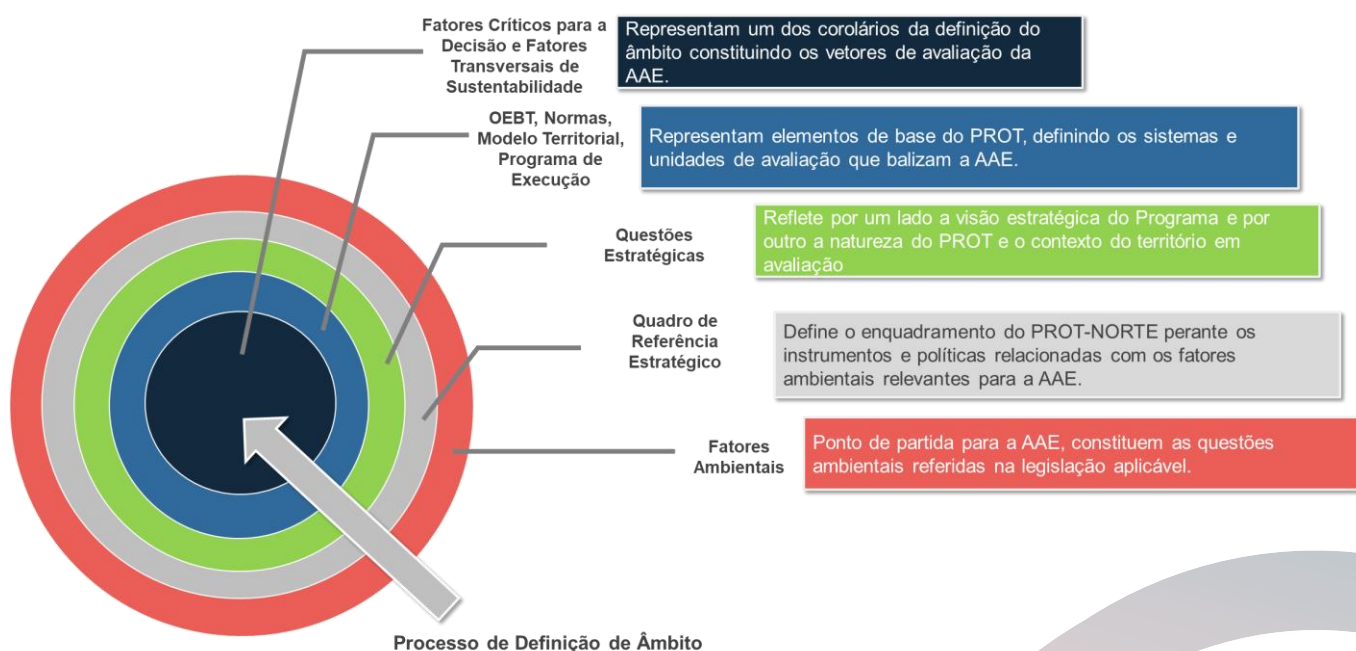 Fatores Críticos para a
Decisão e Fatores
Transversais de
Sustentabilidade
Representam um dos corolários da definição do
âmbito constituindo os vetores de avaliação da
AAE.
OEBT, Normas,
Modelo Territorial,
Programa de
Execução
Representam elementos de base do PROT, definindo os sistemas e
unidades de avaliação que balizam a AAE.
Questões
Estratégicas
Reflete por um lado a visão estratégica do Programa e por
outro a natureza do PROT e o contexto do território em
avaliação
Quadro de
Referência
Estratégico
Define o enquadramento do PROT-NORTE perante os
instrumentos e políticas relacionadas com os fatores
ambientais relevantes para a AAE.
Fatores
Ambientais
Ponto de partida para a AAE, constituem as questões
ambientais referidas na legislação aplicável.
Processo de Definição de Âmbito